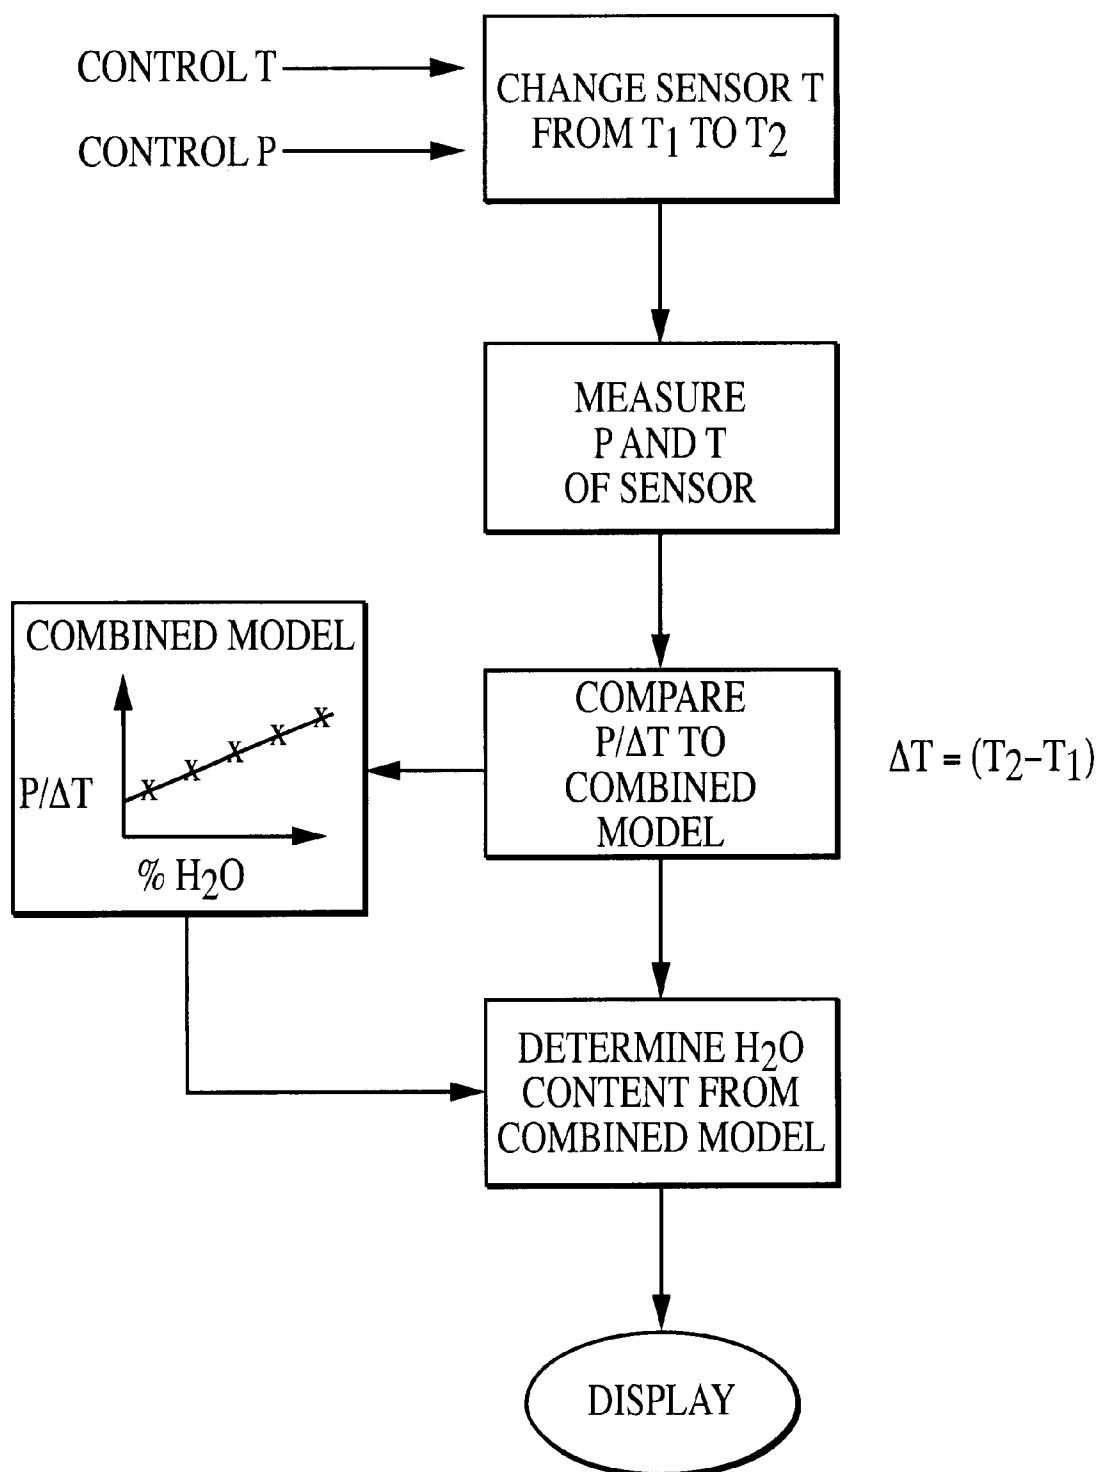 CONTROL T
CONTROL P
CHANGE SENSOR T
FROM T₁ TO T₂
MEASURE
P AND T
OF SENSOR
COMBINED MODEL
P/ΔT
% H₂O
COMPARE
P/ΔT TO
COMBINED
MODEL
ΔT = (T₂–T₁)
DETERMINE H₂O
CONTENT FROM
COMBINED MODEL
DISPLAY